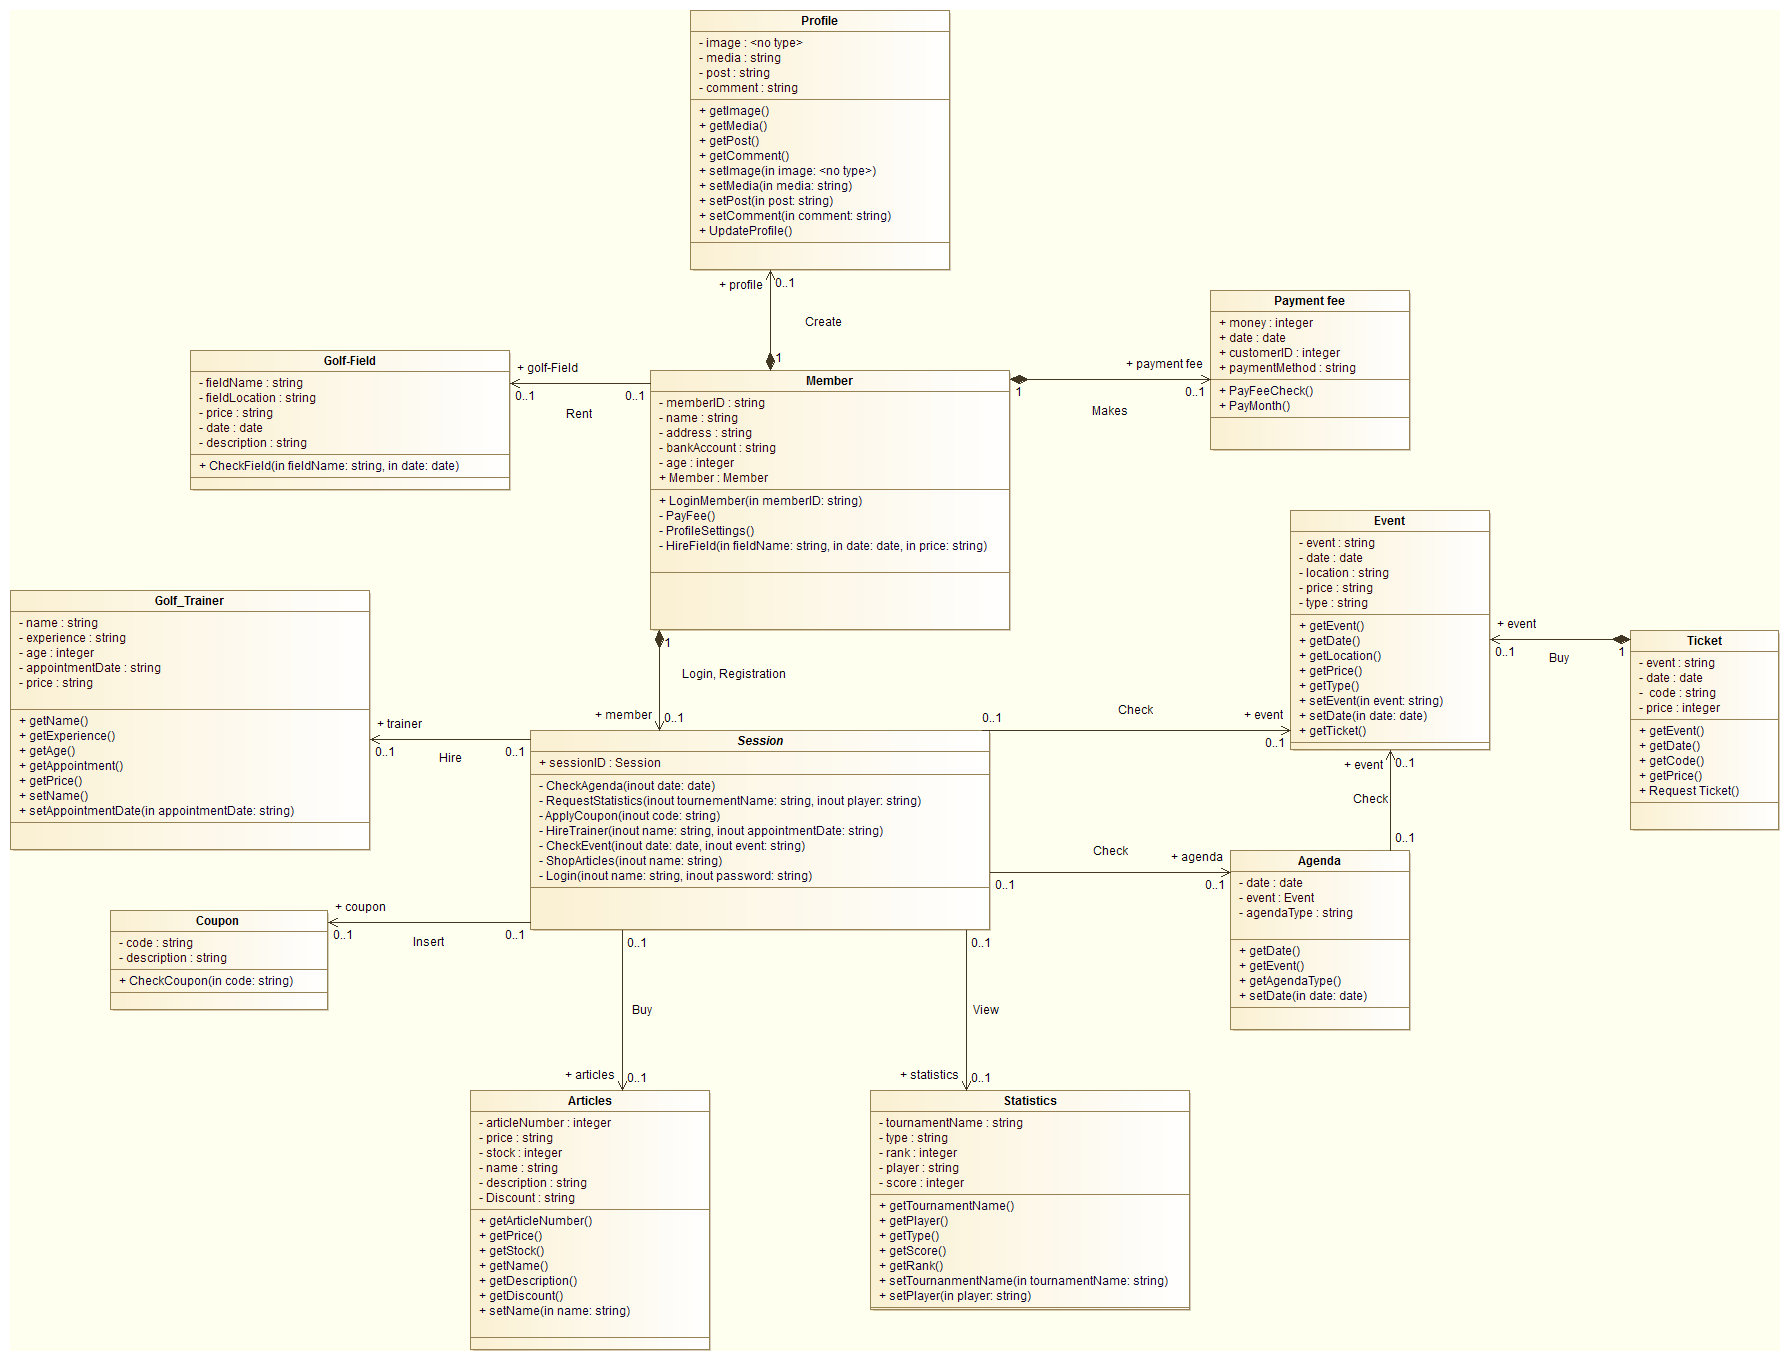 Profile
- image : <no type>
- media : string
- post : string
- comment : string
+ getImage()
+ getMedia()
+ getPost()
+ getComment()
+ setImage(in image: <no type>)
+ setMedia(in media: string)
+ setPost(in post: string)
+ setComment(in comment: string)
+ UpdateProfile()
+ profile
0..1
Create
1
Payment fee
+ money : integer
+ date : date
+ customerID : integer
+ paymentMethod : string
+ PayFeeCheck()
+ PayMonth()
+ payment fee
0..1
1
Makes
Golf-Field
- fieldName : string
- fieldLocation : string
- price : string
- date : date
- description : string
+ CheckField(in fieldName: string, in date: date)
+ golf-Field
0..1
0..1
Rent
Member
- memberID : string
- name : string
- address : string
- bankAccount : string
- age : integer
+ Member : Member
+ LoginMember(in memberID: string)
- PayFee()
- ProfileSettings()
- HireField(in fieldName: string, in date: date, in price: string)
1
Login, Registration
+ member
0..1
Event
- event : string
- date : date
- location : string
- price : string
- type : string
+ getEvent()
+ getDate()
+ getLocation()
+ getPrice()
+ getType()
+ setEvent(in event: string)
+ setDate(in date: date)
+ getTicket()
+ event
0..1
1
Buy
Ticket
- event : string
- date : date
- code : string
- price : integer
+ getEvent()
+ getDate()
+ getCode()
+ getPrice()
+ Request Ticket()
Golf_Trainer
- name : string
- experience : string
- age : integer
- appointmentDate : string
- price : string
+ getName()
+ getExperience()
+ getAge()
+ getAppointment()
+ getPrice()
+ setName()
+ setAppointmentDate(in appointmentDate: string)
+ trainer
0..1
0..1
Hire
Session
+ sessionID : Session
- CheckAgenda(inout date: date)
- RequestStatistics(inout tournementName: string, inout player: string)
- ApplyCoupon(inout code: string)
- HireTrainer(inout name: string, inout appointmentDate: string)
- CheckEvent(inout date: date, inout event: string)
- ShopArticles(inout name: string)
- Login(inout name: string, inout password: string)
0..1
Check
+ event
0..1
+ event
0..1
Check
0..1
Check
+ agenda
0..1
0..1
Agenda
- date : date
- event : Event
- agendaType : string
+ getDate()
+ getEvent()
+ getAgendaType()
+ setDate(in date: date)
Coupon
- code : string
- description : string
+ CheckCoupon(in code: string)
+ coupon
0..1
0..1
Insert
0..1
Buy
+ articles
0..1
0..1
View
+ statistics
0..1
Articles
- articleNumber : integer
- price : string
- stock : integer
- name : string
- description : string
- Discount : string
+ getArticleNumber()
+ getPrice()
+ getStock()
+ getName()
+ getDescription()
+ getDiscount()
+ setName(in name: string)
Statistics
- tournamentName : string
- type : string
- rank : integer
- player : string
- score : integer
+ getTournamentName()
+ getPlayer()
+ getType()
+ getScore()
+ getRank()
+ setTournanmentName(in tournamentName: string)
+ setPlayer(in player: string)